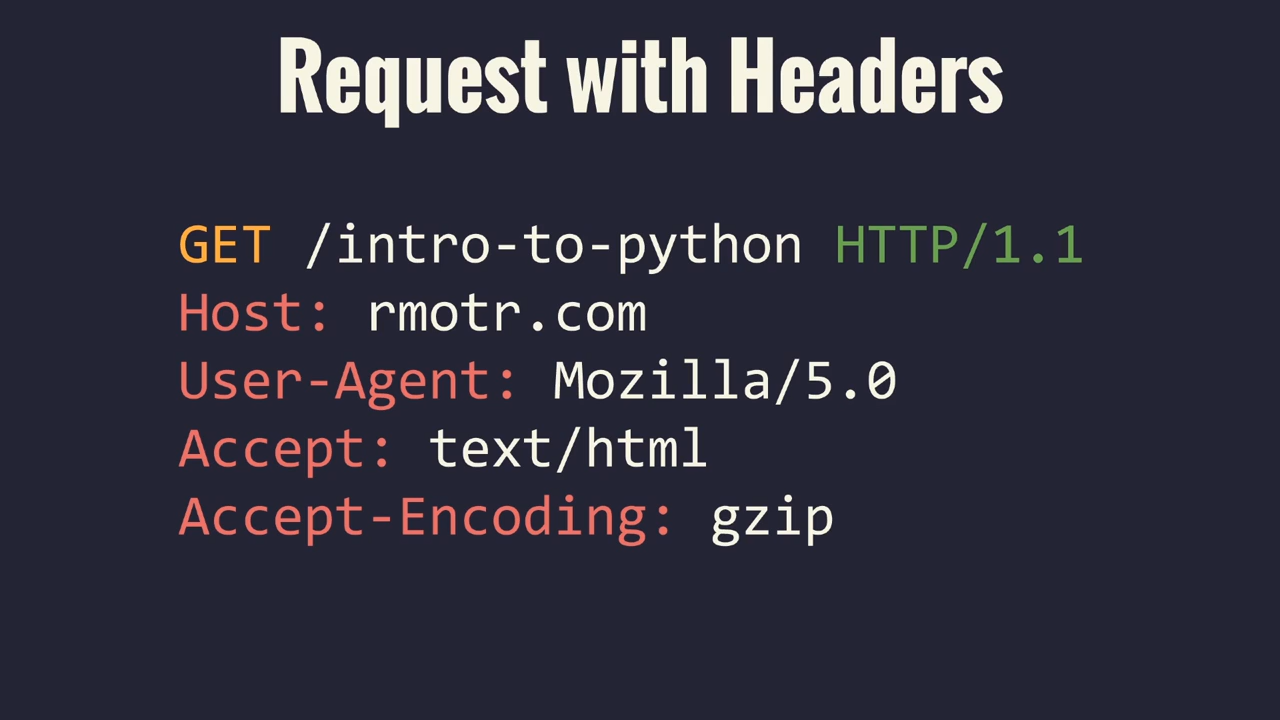 Request with Headers
GET /intro-to-python HTTP/1.1
Host: rmotr.com
User-Agent: Mozilla/5.0
Accept: text/html
Accept-Encoding: gzip